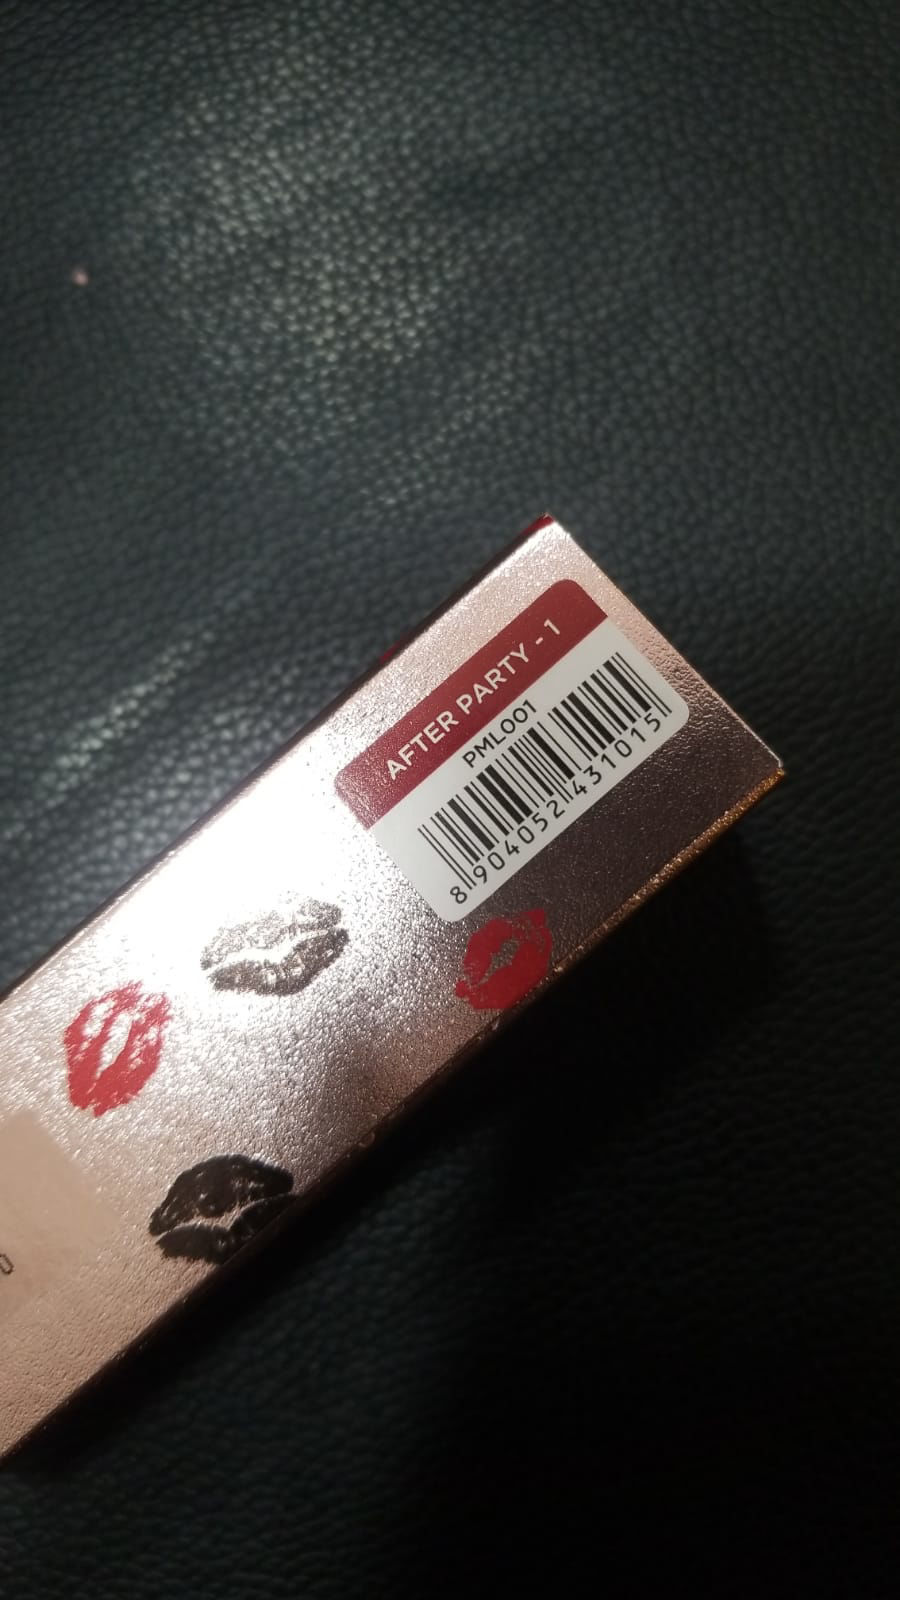 AFTER PARTY - 1
PML001
8 904052 431015
D